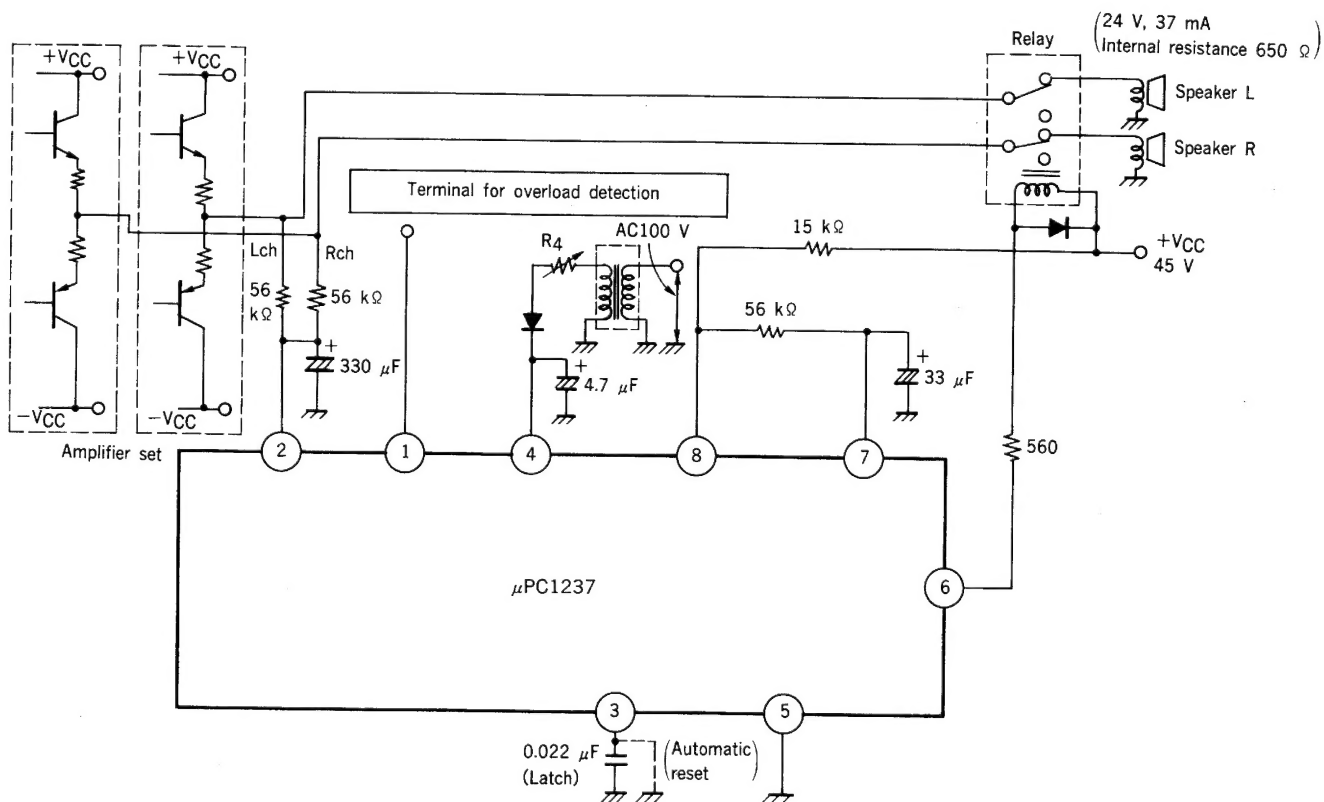 (24 V, 37 mA
Internal resistance 650 Ω)
Relay
+VCC
+VCC
Speaker L
Speaker R
Terminal for overload detection
AC100 V
R4
15 kΩ
+VCC
45 V
Lch
Rch
56
kΩ
56 kΩ
56 kΩ
+
330 μF
+
4.7 μF
+
33 μF
-VCC
-VCC
Amplifier set
2
1
4
8
7
560
μPC1237
6
3
5
0.022 μF
(Latch)
(Automatic
reset)